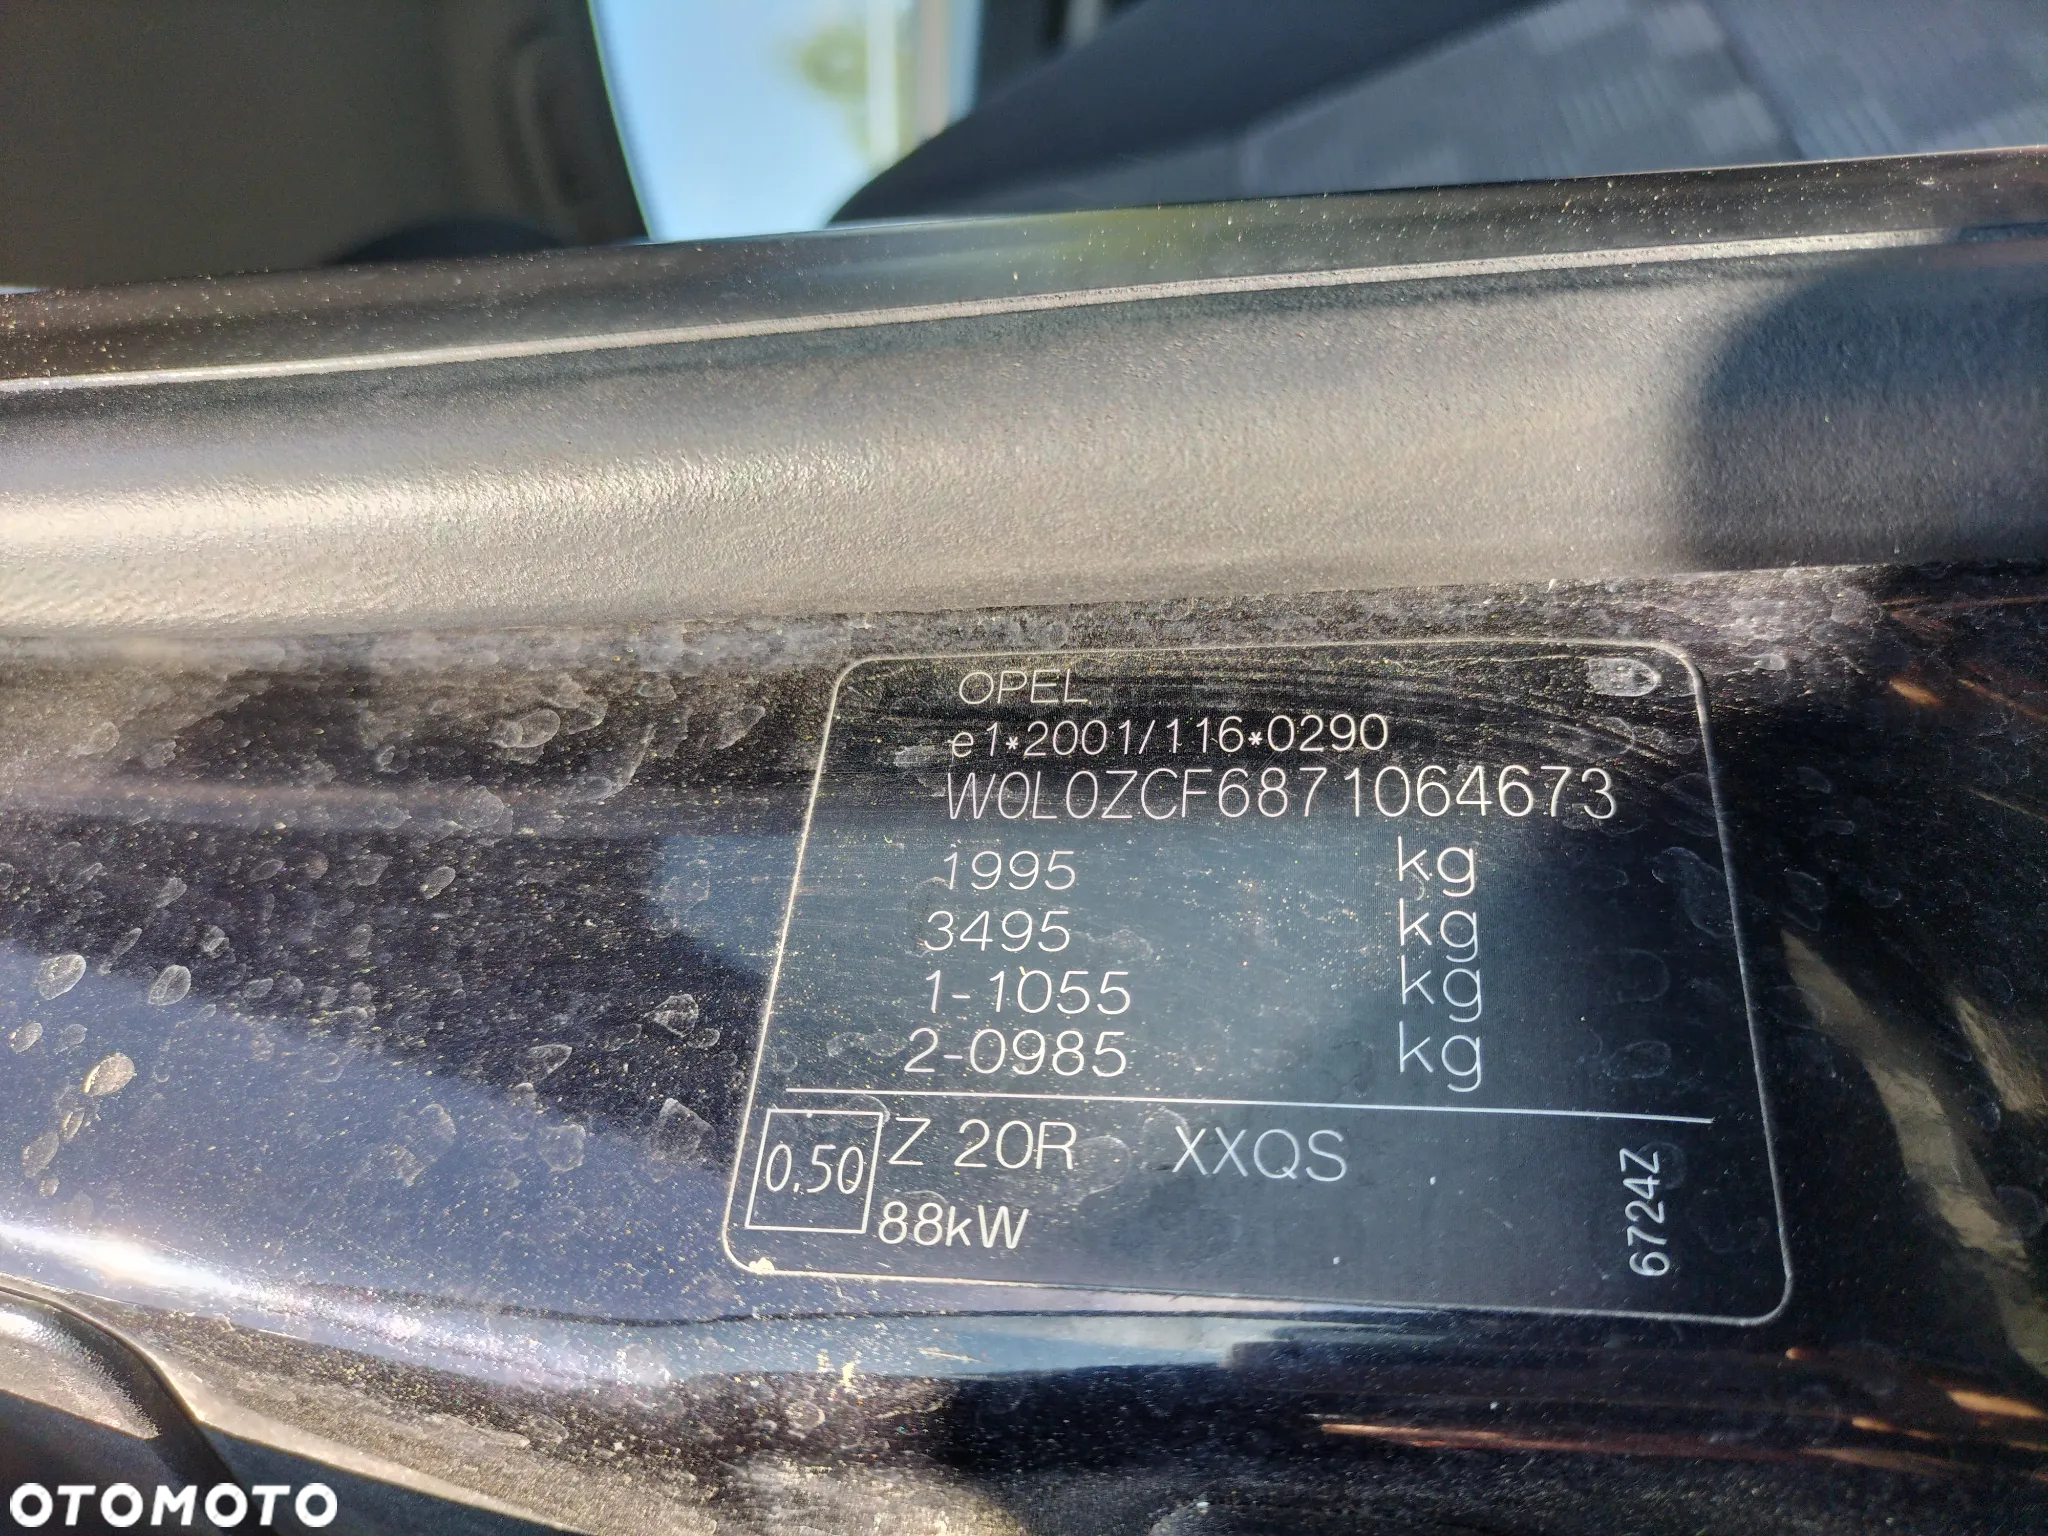 OPEL
e1*2001/116*0290
W0L0ZCF6871064673
1995 kg
3495 kg
1-1055 kg
2-0985 kg
0.50 Z 20R XXQS
88kW
6724Z
OTOMOTO